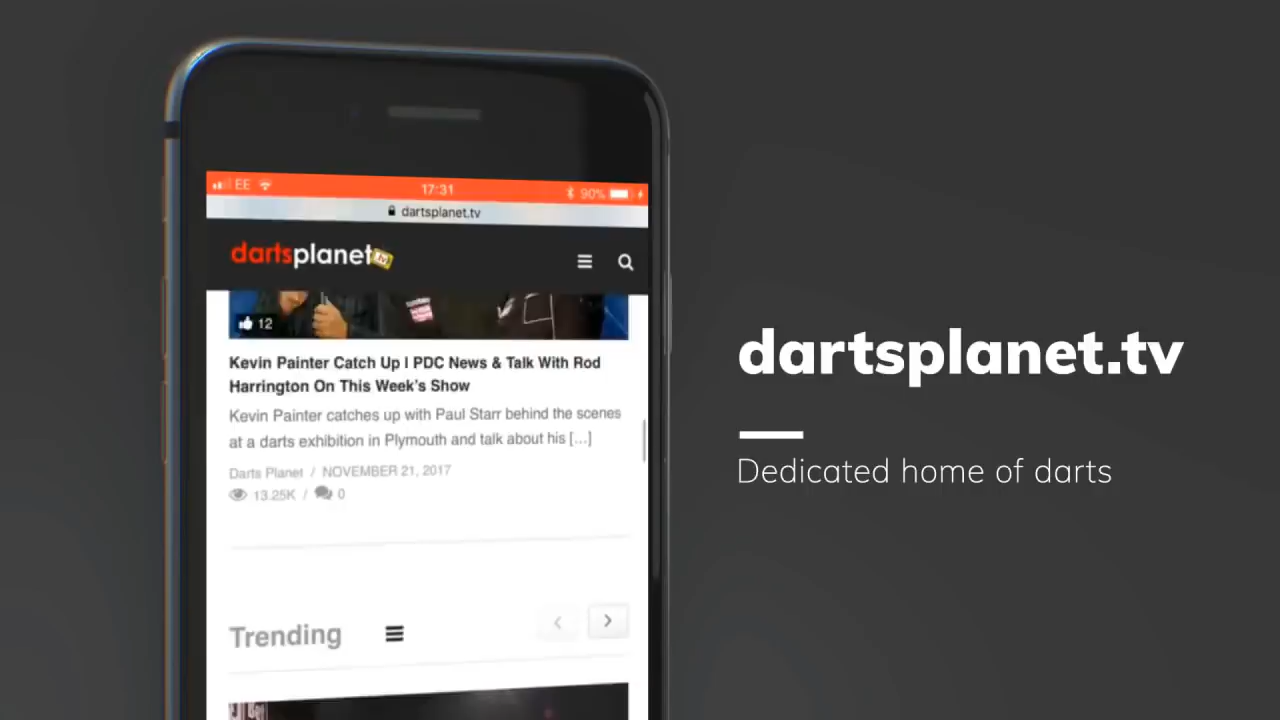 EE 17:31 90%
dartsplanet.tv
dartsplanet tv
12
Kevin Painter Catch Up | PDC News & Talk With Rod
Harrington On This Week's Show
Kevin Painter catches up with Paul Starr behind the scenes
at a darts exhibition in Plymouth and talk about his [...]
Darts Planet / NOVEMBER 21, 2017
13.25K / 0
Trending
dartsplanet.tv
Dedicated home of darts